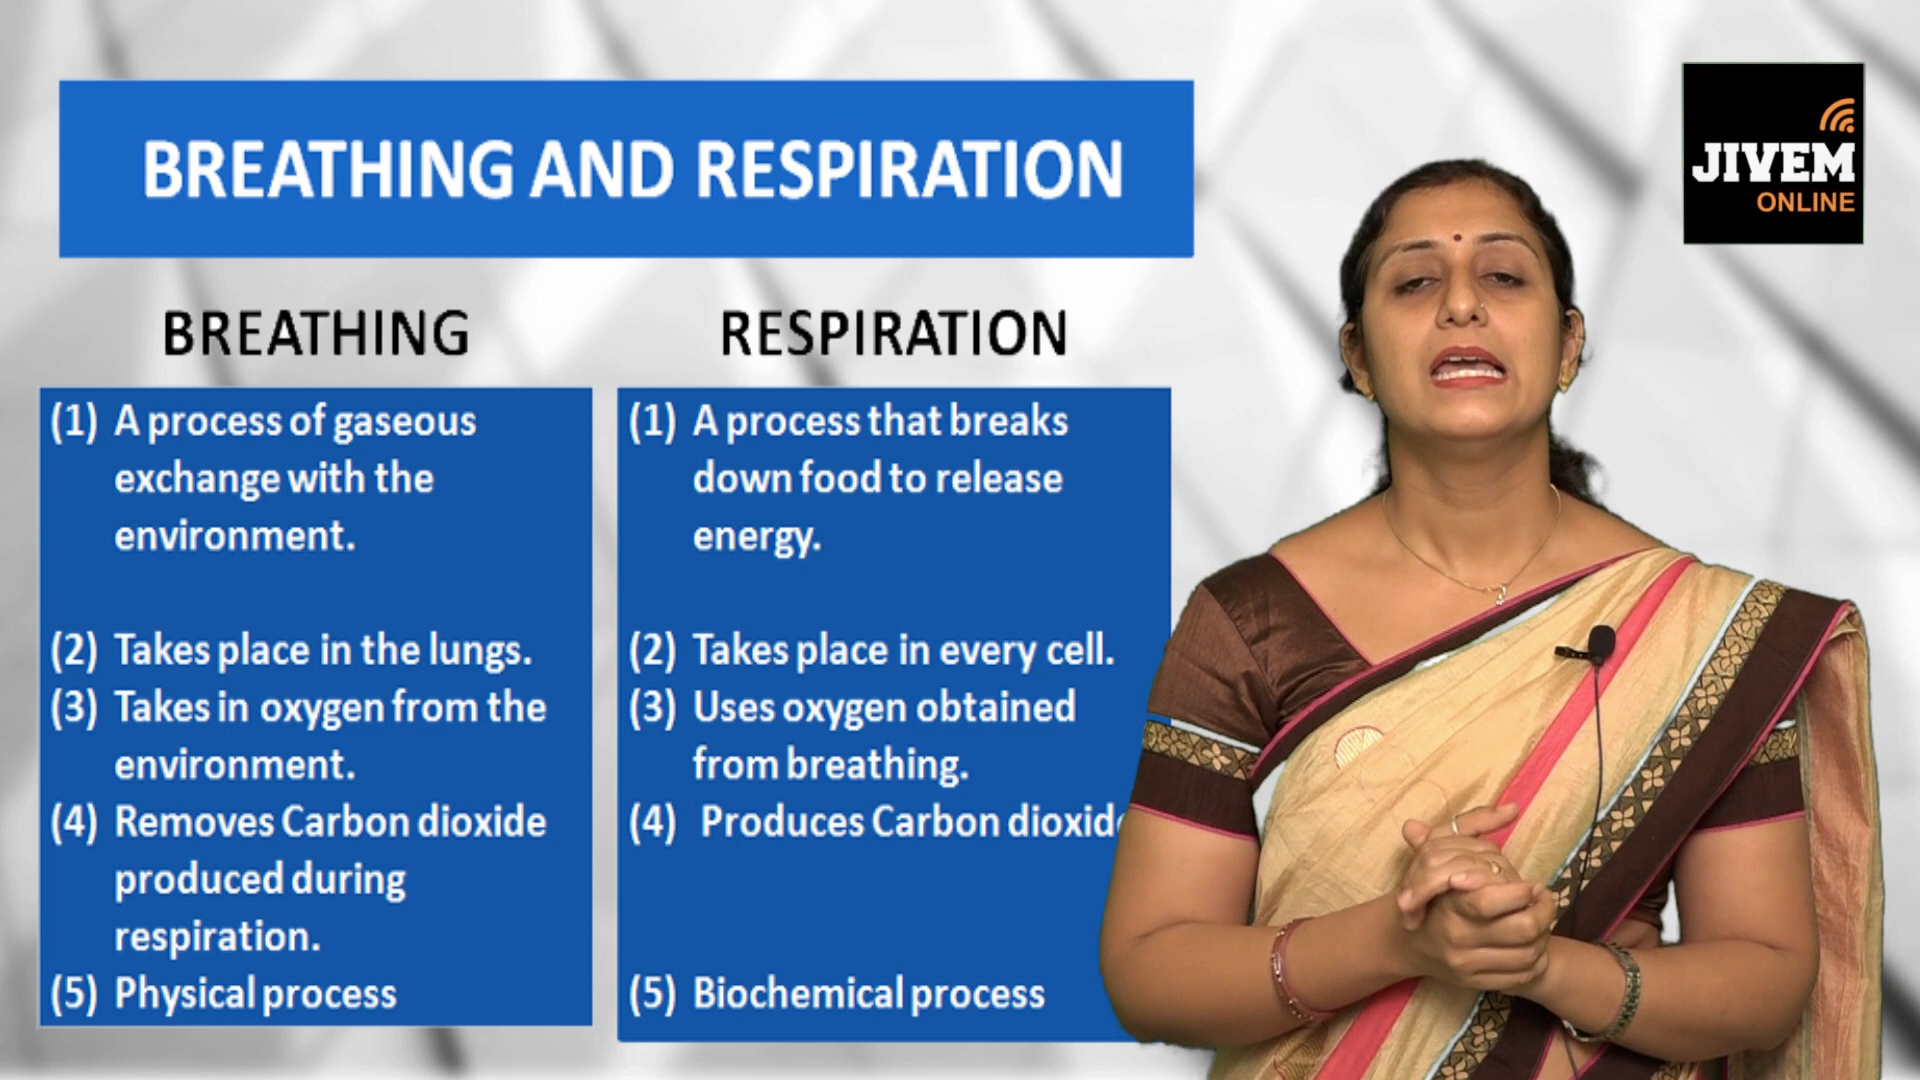 BREATHING AND RESPIRATION
JIVEM
ONLINE
BREATHING
(1) A process of gaseous
exchange with the
environment.
(2) Takes place in the lungs.
(3) Takes in oxygen from the
environment.
(4) Removes Carbon dioxide
produced during
respiration.
(5) Physical process
RESPIRATION
(1) A process that breaks
down food to release
energy.
(2) Takes place in every cell.
(3) Uses oxygen obtained
from breathing.
(4) Produces Carbon dioxide
(5) Biochemical process